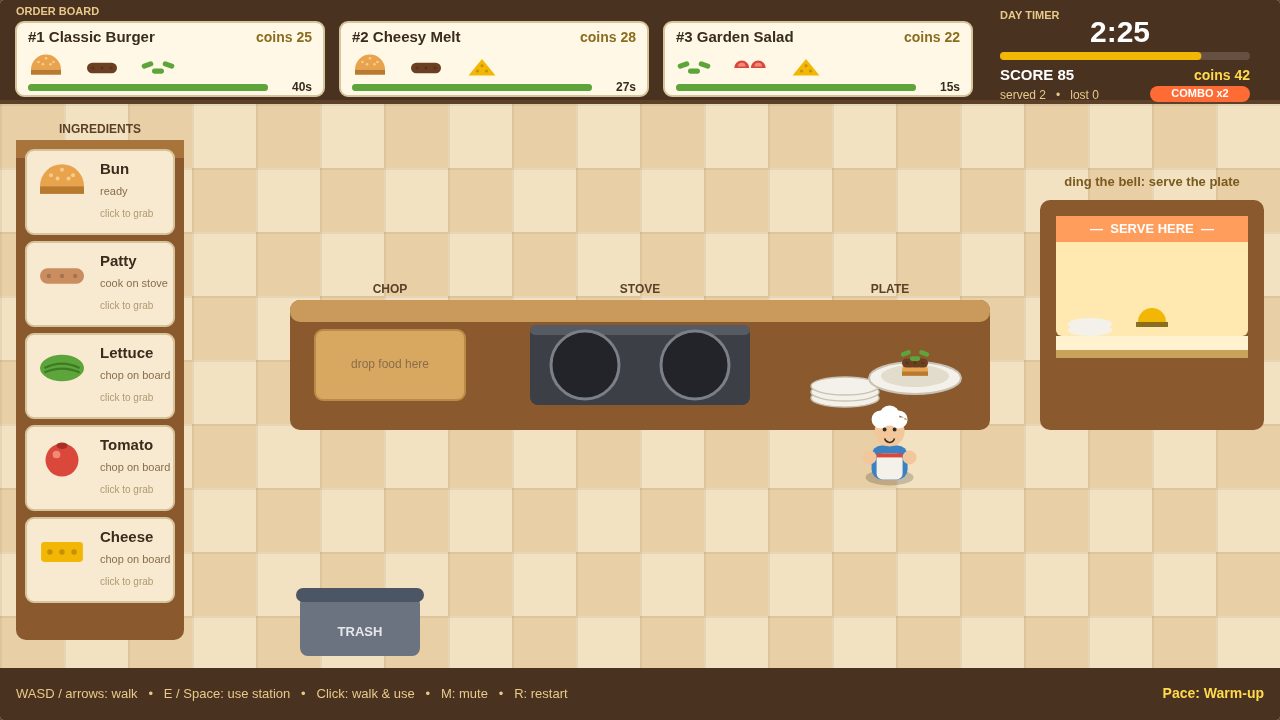 ORDER BOARD
#1 Classic Burger coins 25
40s
#2 Cheesy Melt coins 28
27s
#3 Garden Salad coins 22
15s
DAY TIMER
2:25
SCORE 85 coins 42
served 2 • lost 0
COMBO x2
INGREDIENTS
Bun
ready
click to grab
Patty
cook on stove
click to grab
Lettuce
chop on board
click to grab
Tomato
chop on board
click to grab
Cheese
chop on board
click to grab
CHOP
STOVE
PLATE
drop food here
ding the bell: serve the plate
— SERVE HERE —
TRASH
WASD / arrows: walk • E / Space: use station • Click: walk & use • M: mute • R: restart
Pace: Warm-up